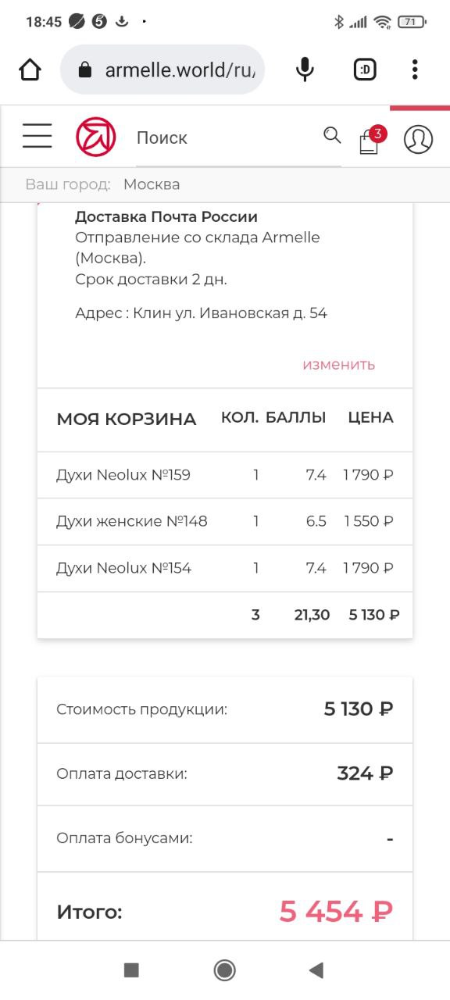 18:45
5
71
armelle.world/ru/
:D
Поиск
3
Ваш город: Москва
Доставка Почта России
Отправление со склада Armelle
(Москва).
Срок доставки 2 дн.
Адрес : Клин ул. Ивановская д. 54
изменить
МОЯ КОРЗИНА КОЛ. БАЛЛЫ ЦЕНА
Духи Neolux №159 1 7.4 1 790 ₽
Духи женские №148 1 6.5 1 550 ₽
Духи Neolux №154 1 7.4 1 790 ₽
3 21,30 5 130 ₽
Стоимость продукции: 5 130 ₽
Оплата доставки: 324 ₽
Оплата бонусами: -
Итого: 5 454 ₽